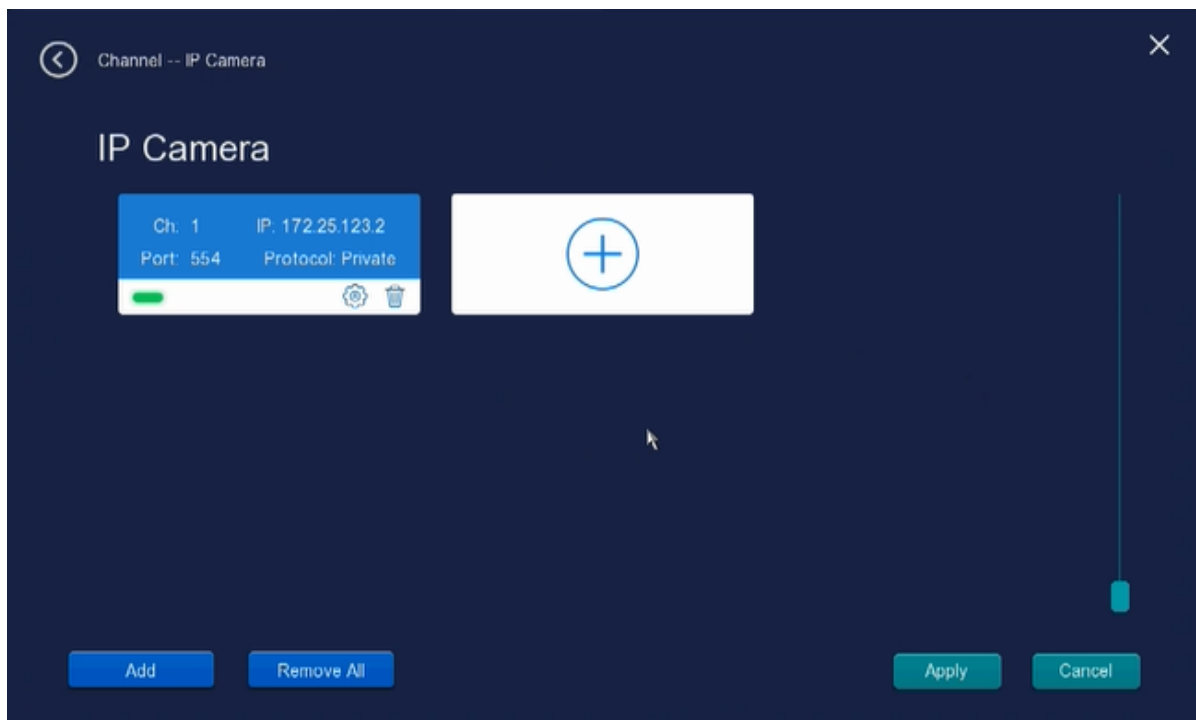 Channel -- IP Camera
IP Camera
Ch: 1 IP: 172.25.123.2
Port: 554 Protocol: Private
Add Remove All Apply Cancel